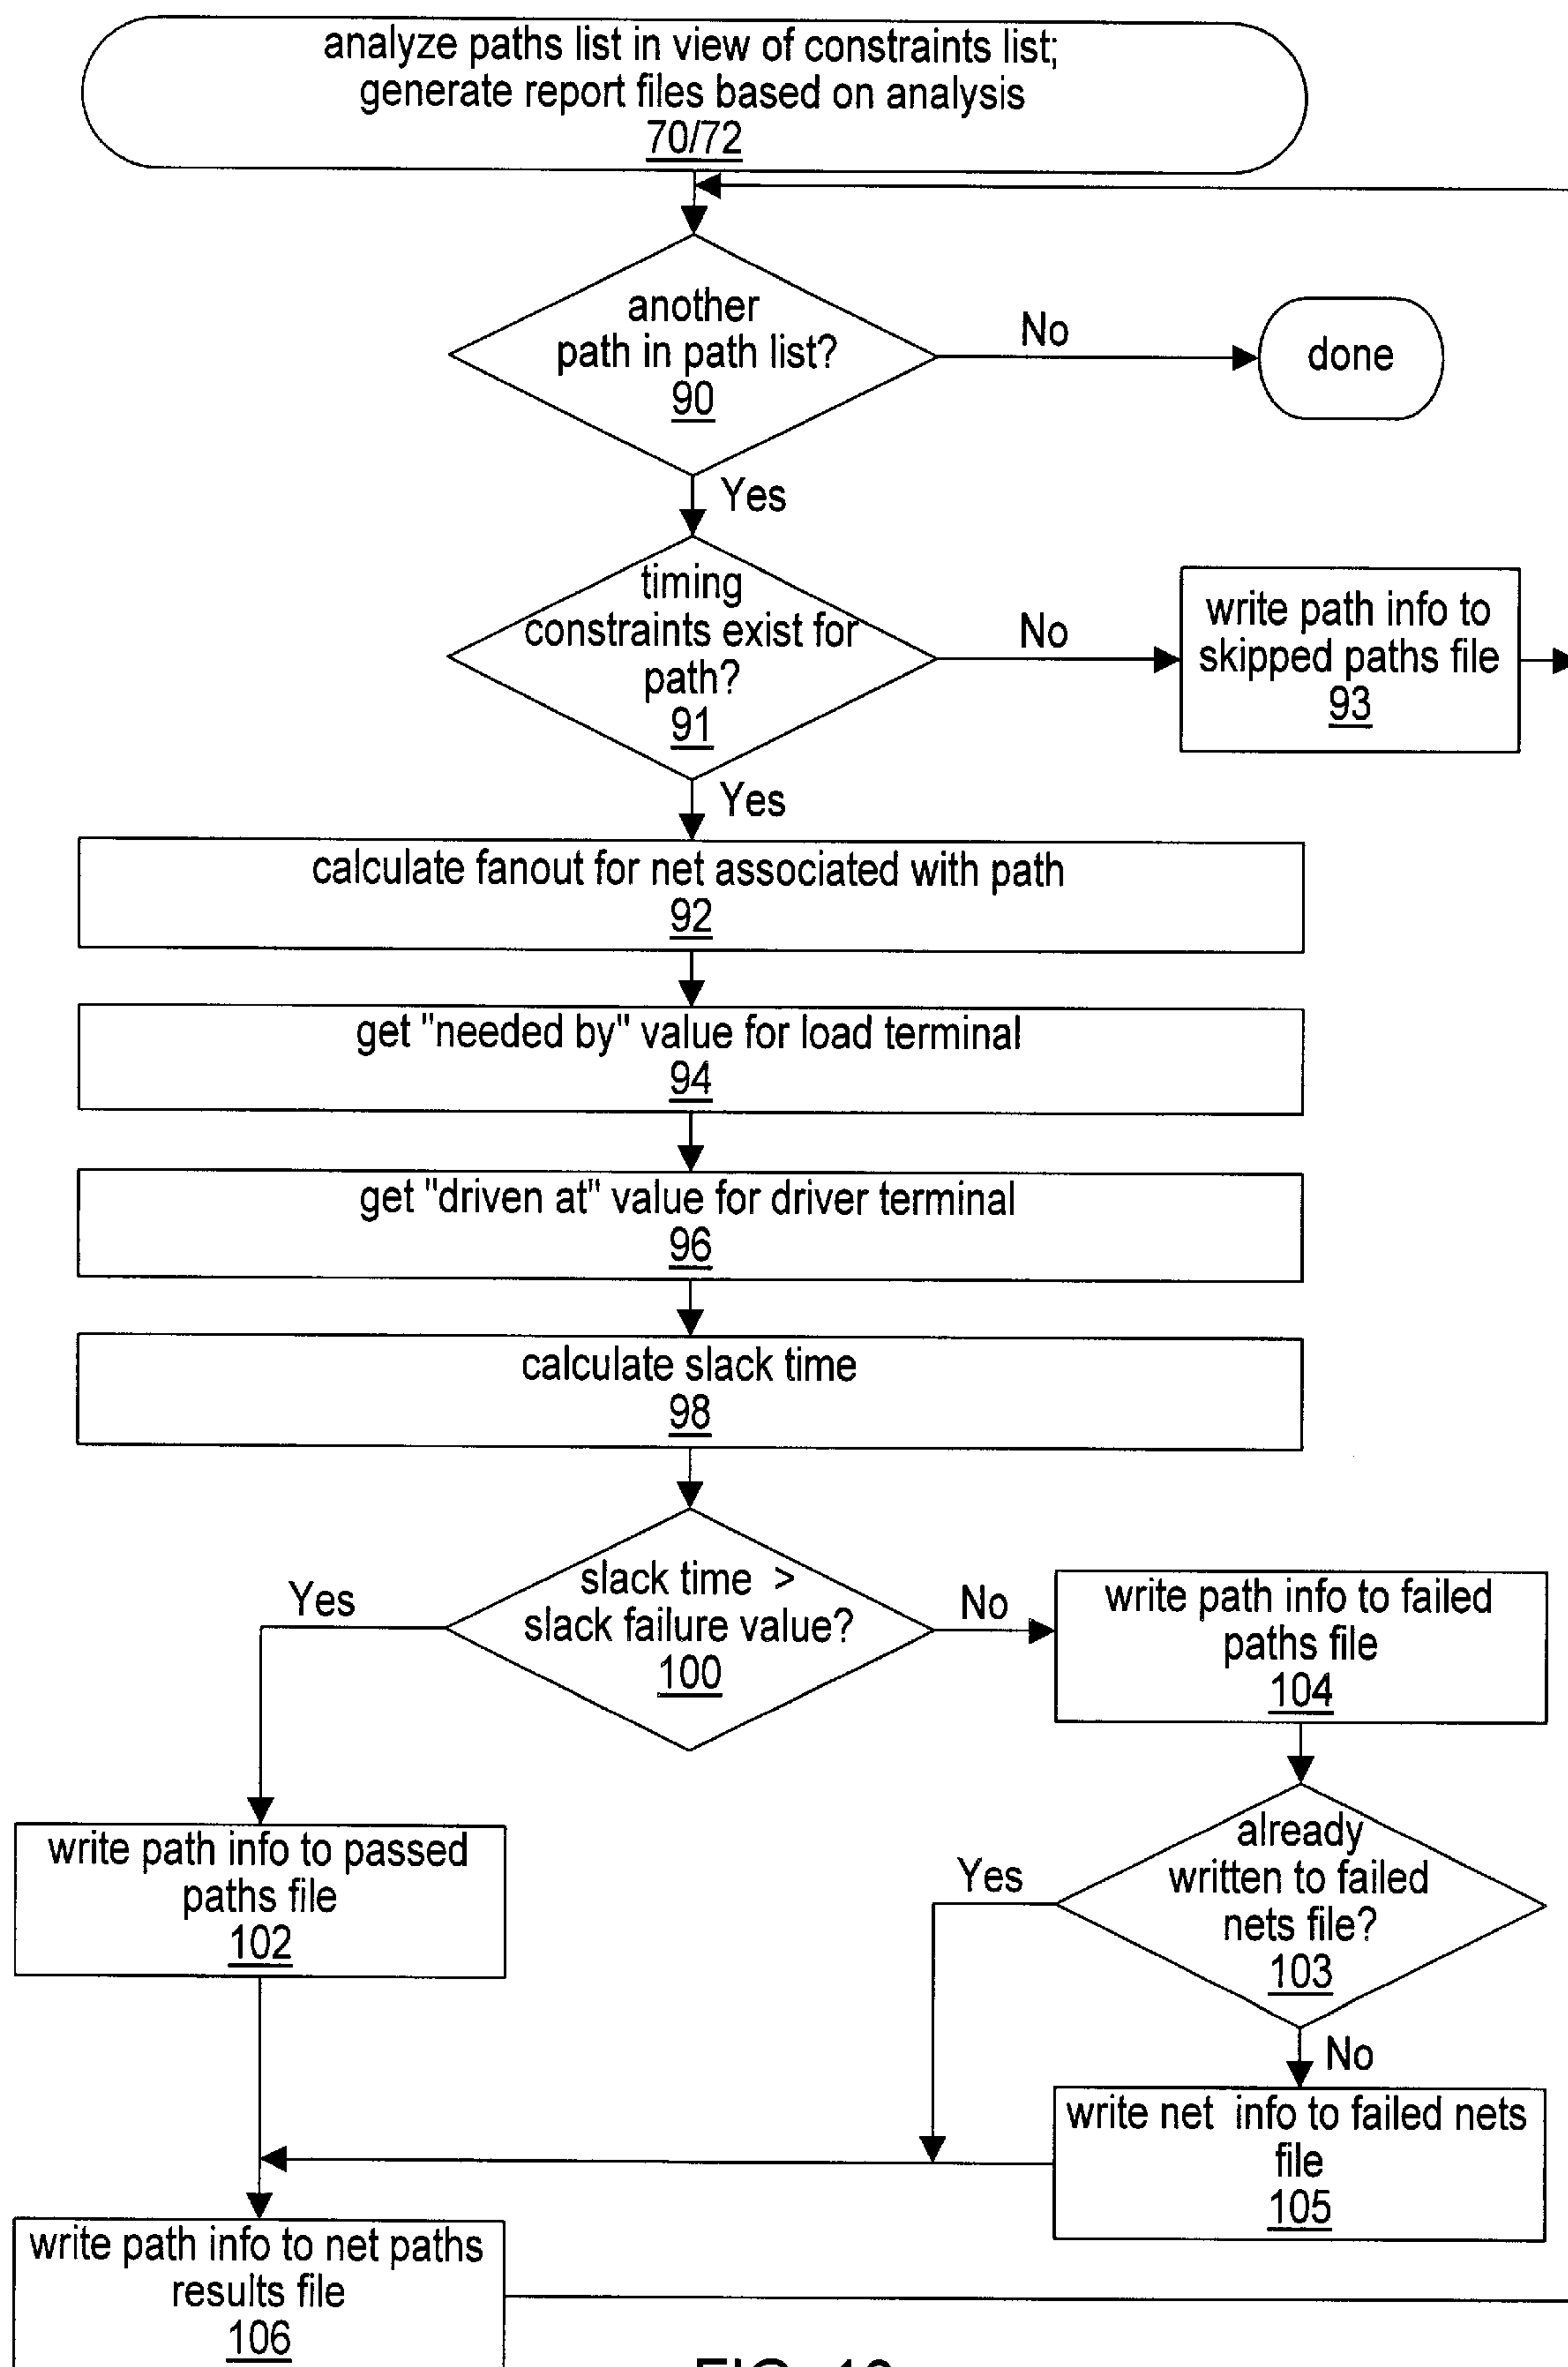 analyze paths list in view of constraints list;
generate report files based on analysis
70/72
another
path in path list?
90
No
done
Yes
timing
constraints exist for
path?
91
No
write path info to
skipped paths file
93
Yes
calculate fanout for net associated with path
92
get "needed by" value for load terminal
94
get "driven at" value for driver terminal
96
calculate slack time
98
slack time >
slack failure value?
100
Yes
No
write path info to failed
paths file
104
write path info to passed
paths file
102
already
written to failed
nets file?
103
Yes
No
write net info to failed nets
file
105
write path info to net paths
results file
106